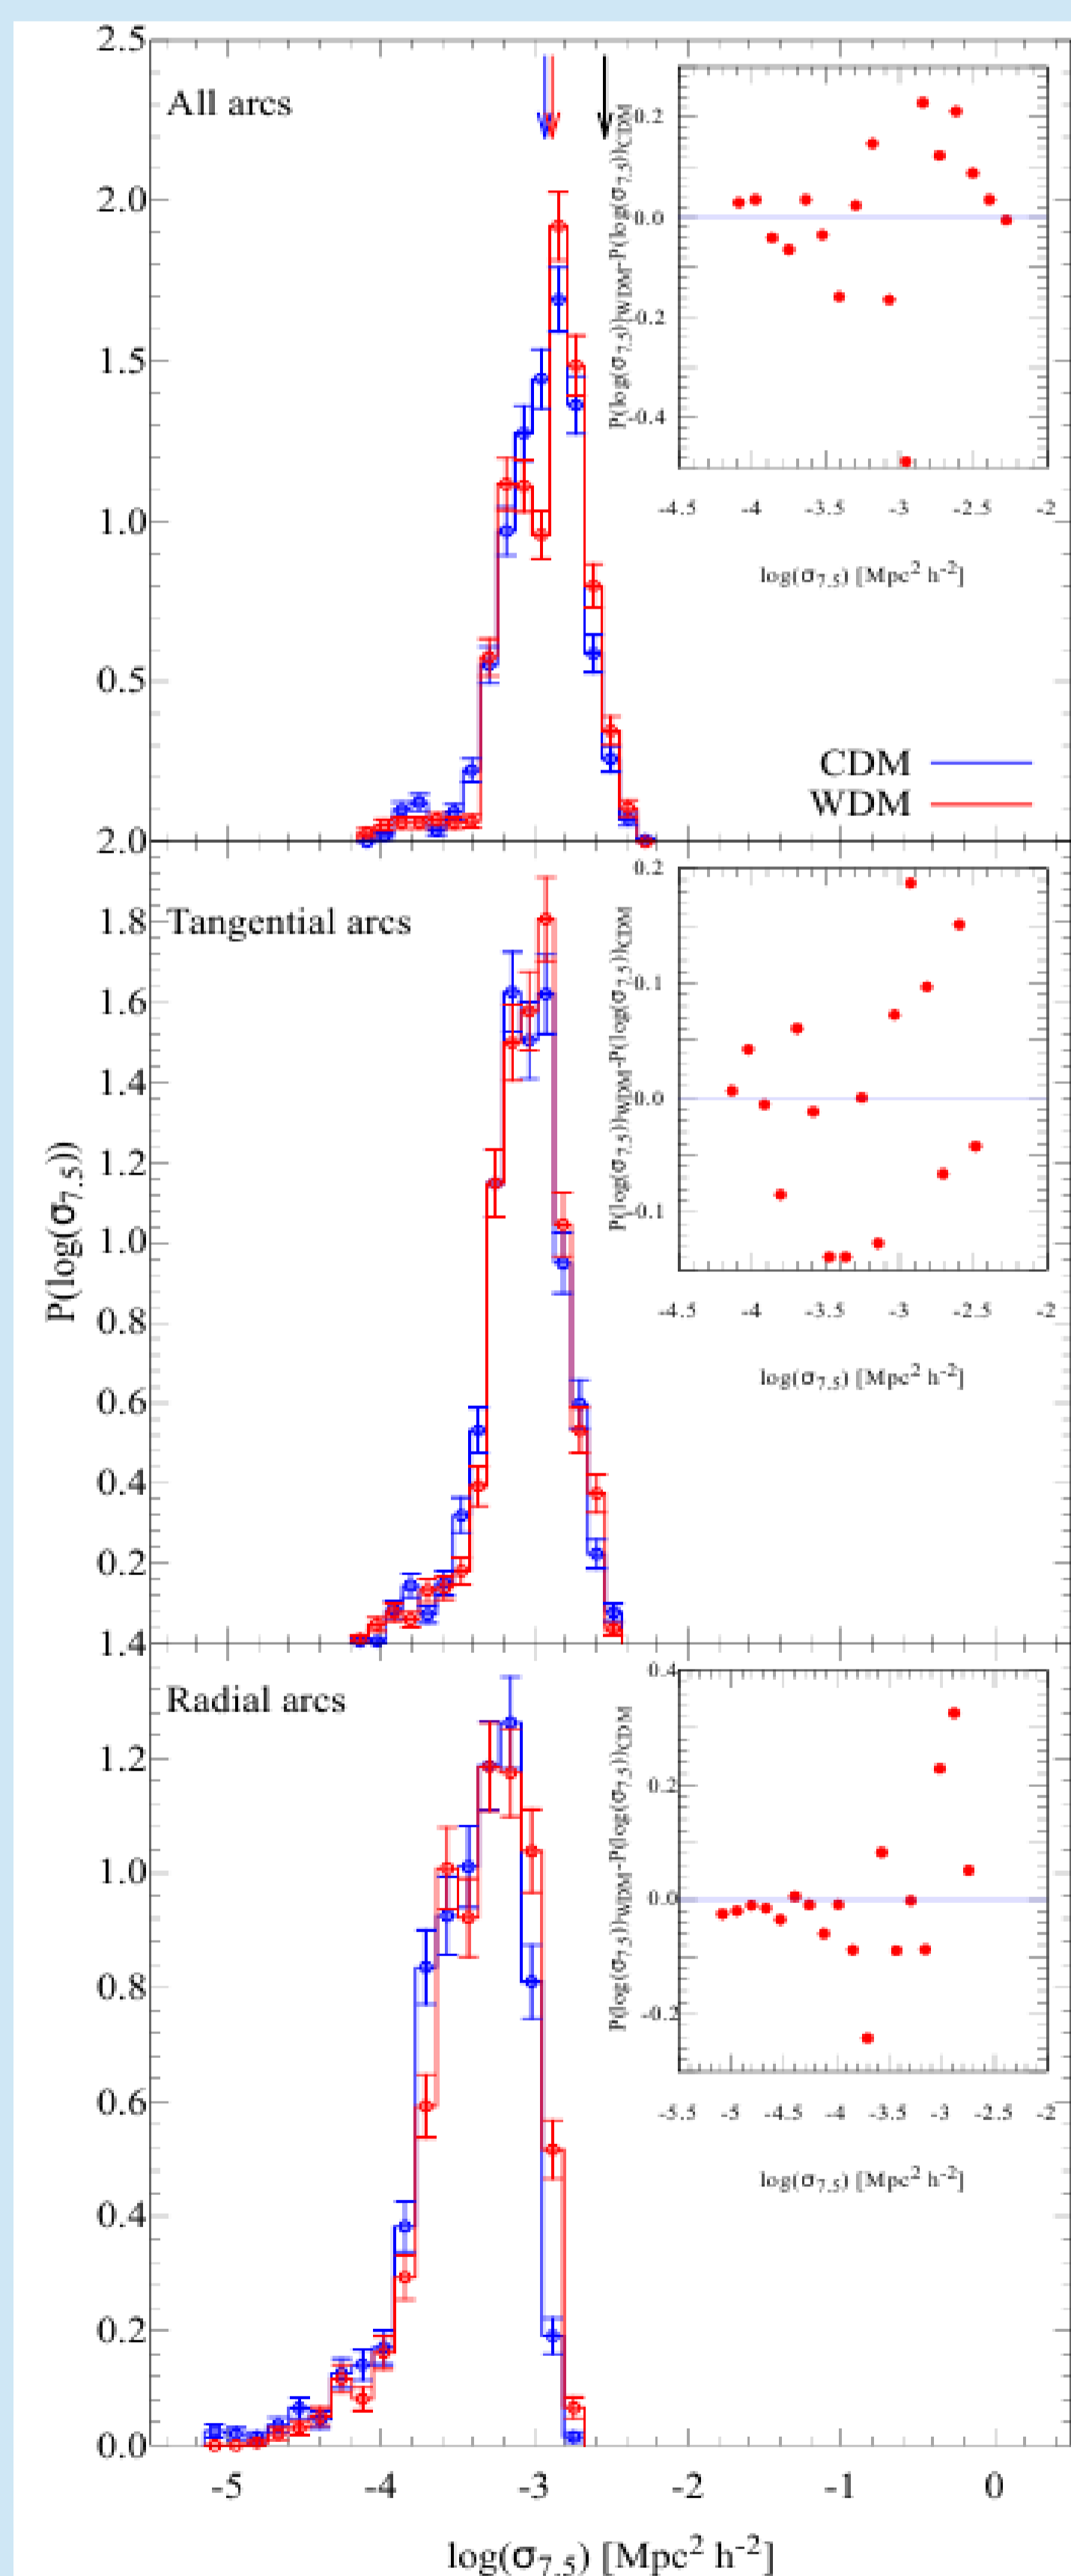 2.5
All arcs
2.0
1.5
1.0
0.5
2.0
CDM
WDM
0.2
0.0
-0.2
-0.4
-4.5 -4 -3.5 -3 -2.5 -2
log(σ7.5) [Mpc2 h-2]
P(log(σ7.5))WDM-P(log(σ7.5))CDM
Tangential arcs
1.8
1.6
1.4
1.2
1.0
0.8
0.6
0.4
0.2
1.4
P(log(σ7.5))
0.2
0.1
0.0
-0.1
-4.5 -4 -3.5 -3 -2.5 -2
log(σ7.5) [Mpc2 h-2]
P(log(σ7.5))WDM-P(log(σ7.5))CDM
Radial arcs
1.2
1.0
0.8
0.6
0.4
0.2
0.0
0.4
0.2
0.0
-0.2
-5.5 -5 -4.5 -4 -3.5 -3 -2.5 -2
log(σ7.5) [Mpc2 h-2]
P(log(σ7.5))WDM-P(log(σ7.5))CDM
-5 -4 -3 -2 -1 0
log(σ7.5) [Mpc2 h-2]